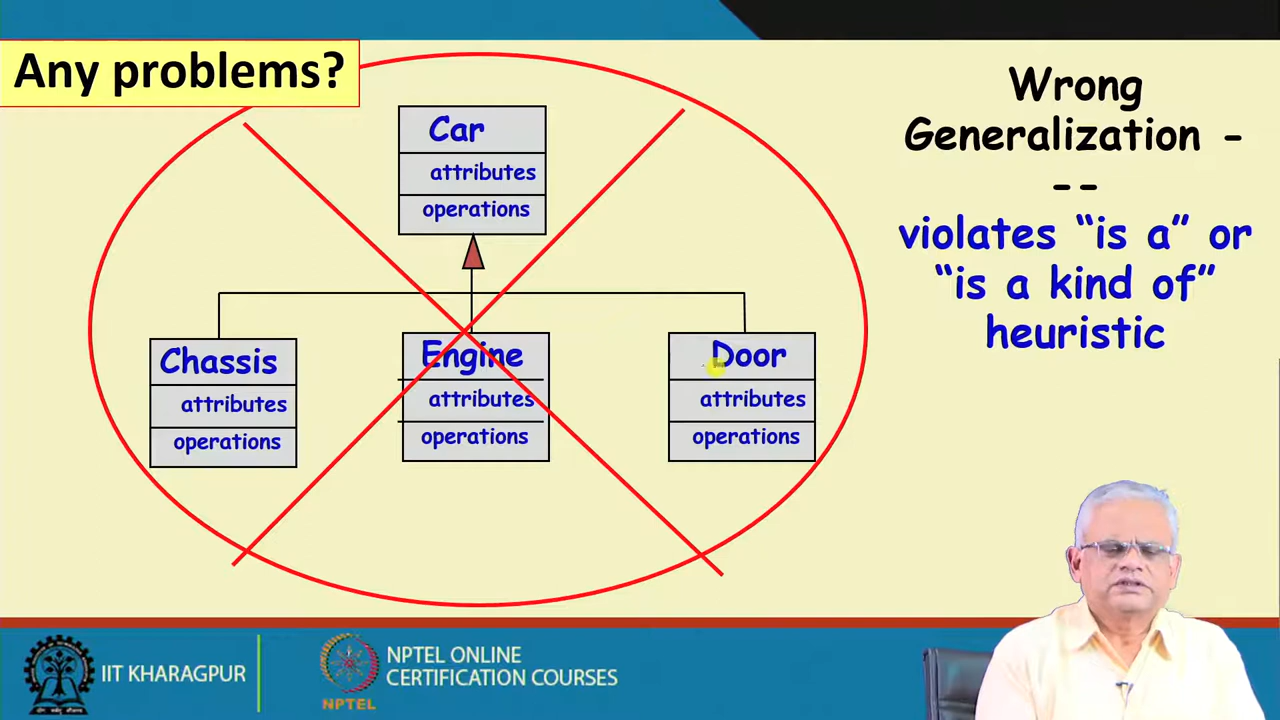 Any problems?
Wrong
Generalization -
--
violates “is a” or
“is a kind of”
heuristic
Car
attributes
operations
Chassis
attributes
operations
Engine
attributes
operations
Door
attributes
operations
IIT KHARAGPUR
NPTEL
NPTEL ONLINE
CERTIFICATION COURSES